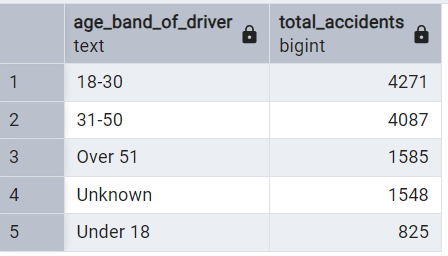 age_band_of_driver total_accidents
text bigint
1 18-30 4271
2 31-50 4087
3 Over 51 1585
4 Unknown 1548
5 Under 18 825